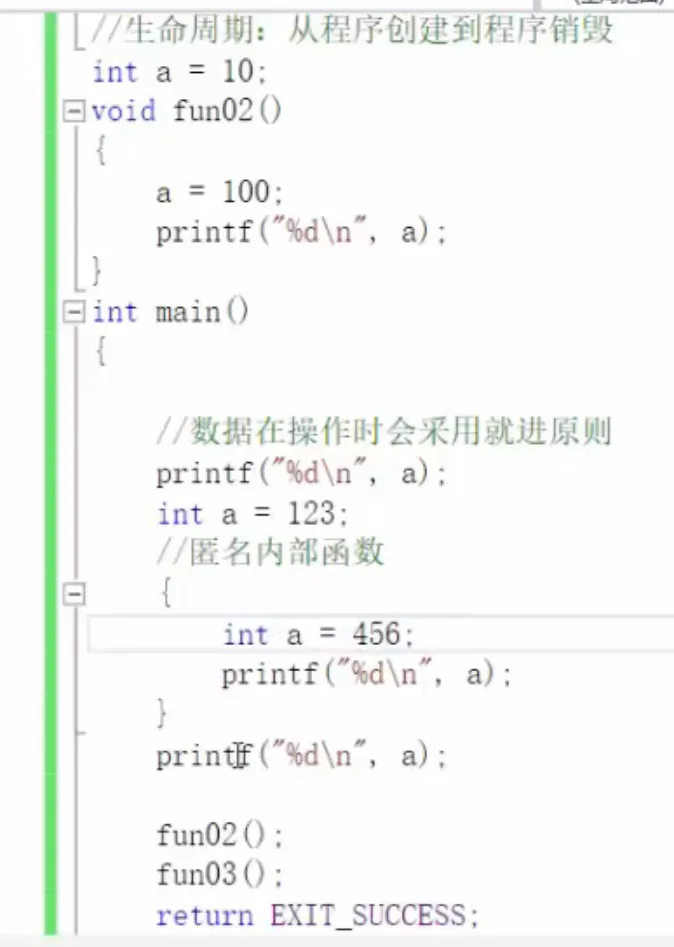 //生命周期：从程序创建到程序销毁
int a = 10;
void fun02()
{
a = 100;
printf("%d\n", a);
}
int main()
{
//数据在操作时会采用就进原则
printf("%d\n", a);
int a = 123;
//匿名内部函数
{
int a = 456;
printf("%d\n", a);
}
printf("%d\n", a);
fun02();
fun03();
return EXIT_SUCCESS;